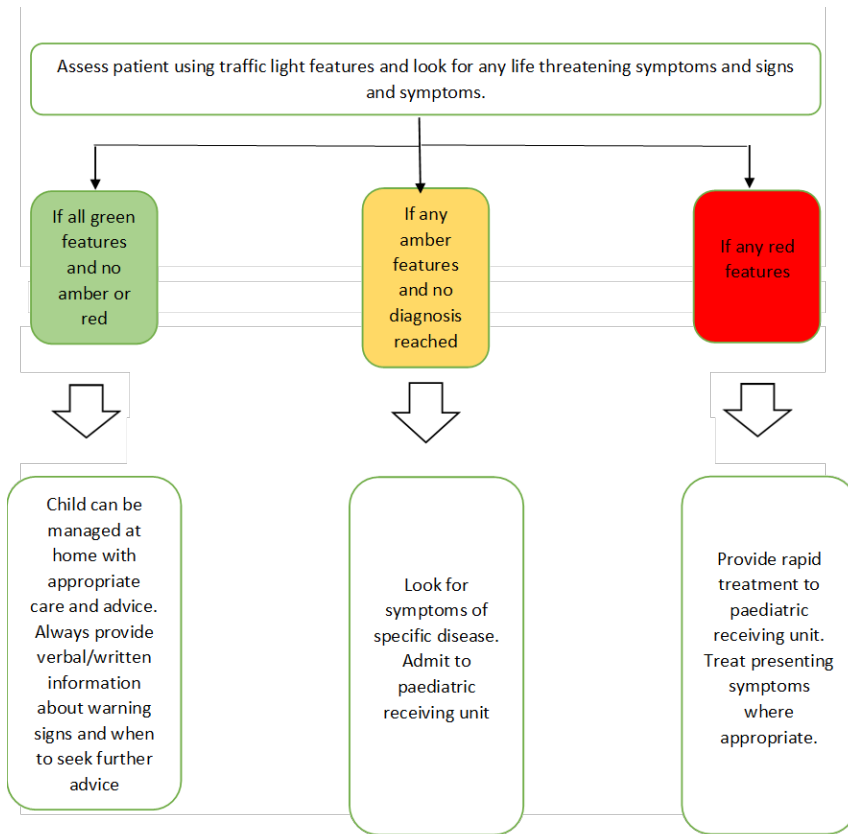 Assess patient using traffic light features and look for any life threatening symptoms and signs
and symptoms.
If all green
features
and no
amber or
red
If any
amber
features
and no
diagnosis
reached
If any red
features
Child can be
managed at
home with
appropriate
care and advice.
Always provide
verbal/written
information
about warning
signs and when
to seek further
advice
Look for
symptoms of
specific disease.
Admit to
paediatric
receiving unit
Provide rapid
treatment to
paediatric
receiving unit.
Treat presenting
symptoms
where
appropriate.